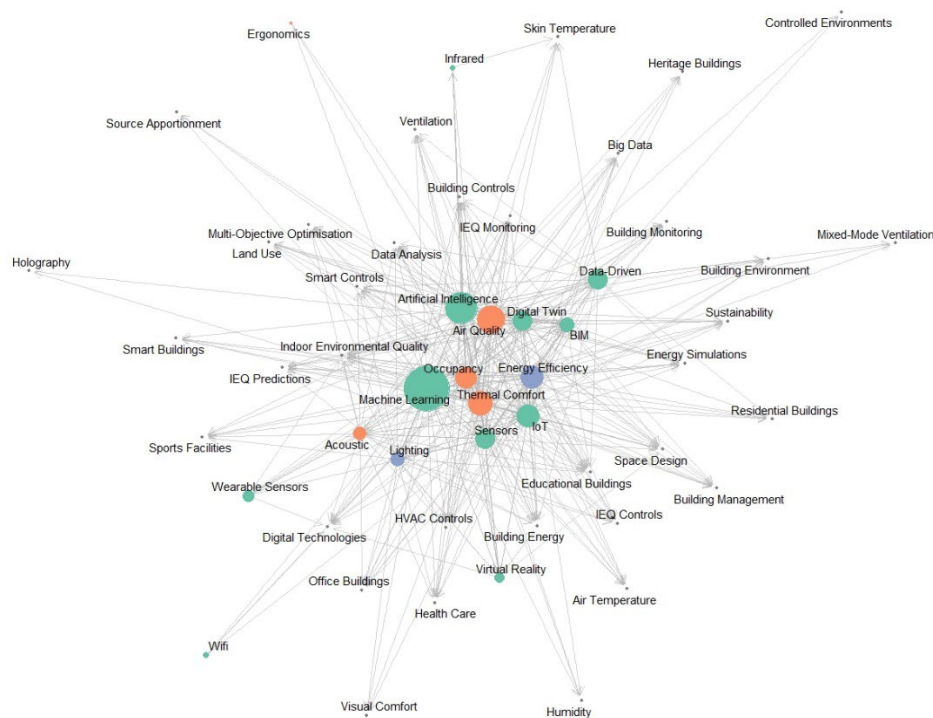 Controlled Environments
Ergonomics
Skin Temperature
Infrared
Heritage Buildings
Source Apportionment
Ventilation
Big Data
Building Controls
Multi-Objective Optimisation
IEQ Monitoring
Building Monitoring
Mixed-Mode Ventilation
Land Use
Data Analysis
Holography
Smart Controls
Data-Driven
Building Environment
Artificial Intelligence
Digital Twin
Sustainability
Air Quality
BIM
Smart Buildings
Indoor Environmental Quality
Energy Simulations
IEQ Predictions
Occupancy
Energy Efficiency
Machine Learning
Thermal Comfort
Residential Buildings
Sports Facilities
Acoustic
Lighting
Sensors
IoT
Space Design
Wearable Sensors
Educational Buildings
Building Management
HVAC Controls
IEQ Controls
Digital Technologies
Building Energy
Office Buildings
Virtual Reality
Air Temperature
Health Care
Wifi
Visual Comfort
Humidity